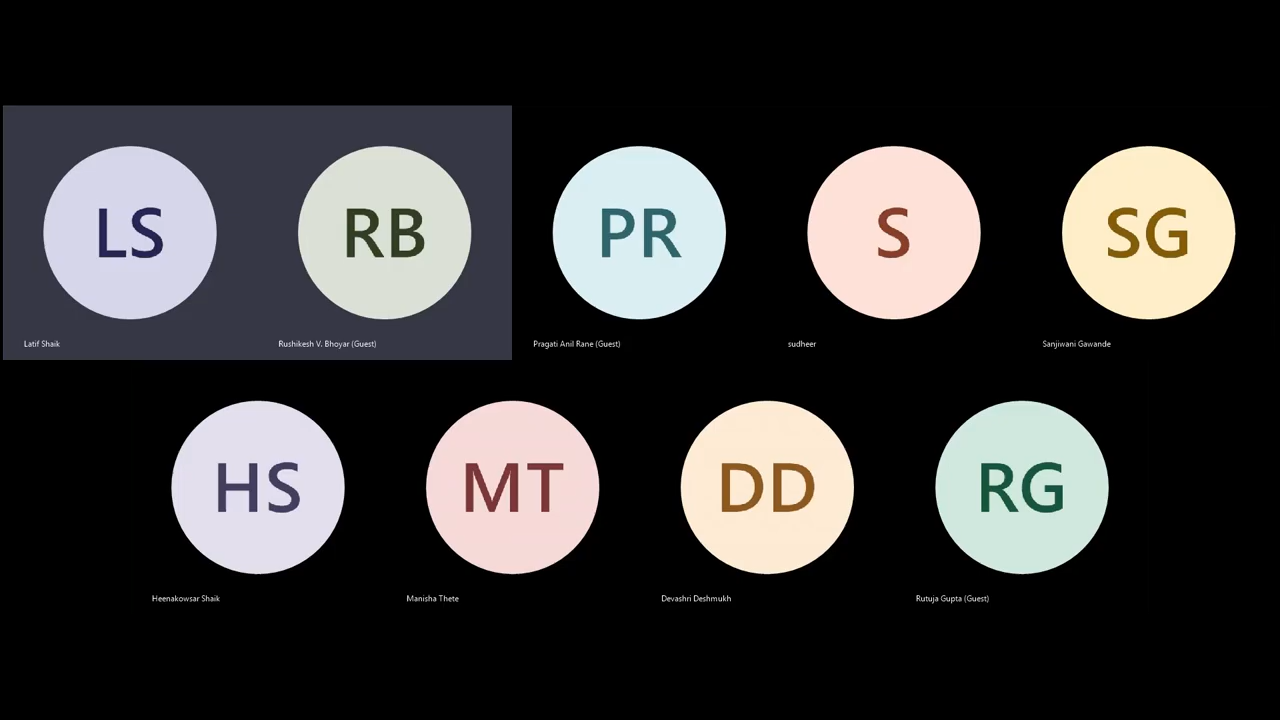 LS
RB
PR
S
SG
Latif Shaik
Rushikesh V. Bhoyar (Guest)
Pragati Anil Rane (Guest)
sudheer
Sanjiwani Gawande
HS
MT
DD
RG
Heenakowsar Shaik
Manisha Thete
Devashri Deshmukh
Rutuja Gupta (Guest)